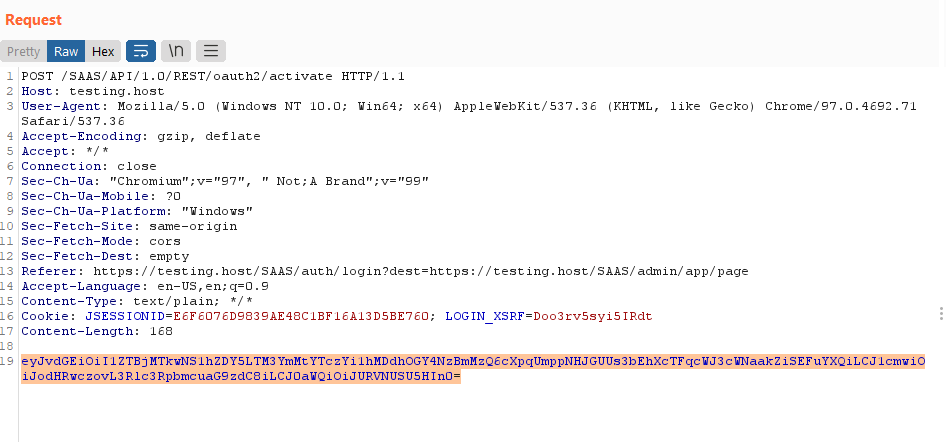 Request
Pretty Raw Hex \n
1 POST /SAAS/API/1.0/REST/oauth2/activate HTTP/1.1
2 Host: testing.host
3 User-Agent: Mozilla/5.0 (Windows NT 10.0; Win64; x64) AppleWebKit/537.36 (KHTML, like Gecko) Chrome/97.0.4692.71
Safari/537.36
4 Accept-Encoding: gzip, deflate
5 Accept: */*
6 Connection: close
7 Sec-Ch-Ua: "Chromium";v="97", " Not;A Brand";v="99"
8 Sec-Ch-Ua-Mobile: ?0
9 Sec-Ch-Ua-Platform: "Windows"
10 Sec-Fetch-Site: same-origin
11 Sec-Fetch-Mode: cors
12 Sec-Fetch-Dest: empty
13 Referer: https://testing.host/SAAS/auth/login?dest=https://testing.host/SAAS/admin/app/page
14 Accept-Language: en-US,en;q=0.9
15 Content-Type: text/plain; */*
16 Cookie: JSESSIONID=E6F6076D9839AE48C1BF16A13D5BE760; LOGIN_XSRF=Doo3rv5syi5IRdt
17 Content-Length: 168
18
19 eyJvdGEiOiI1ZTBjMTkwNS1hZDY5LTM3YmMtYTczYi1hMDdhOGY4NzBmMzQ6cXpqUmppNHJGUUs3bEhXcTFqcWJ3cWNaakZiSEFuYXQiLCJ1cmwiO
iJodHRwczovL3Rlc3RpbmcuaG9zdC8iLCJ0aWQiOiJURVNUSU5HIn0=